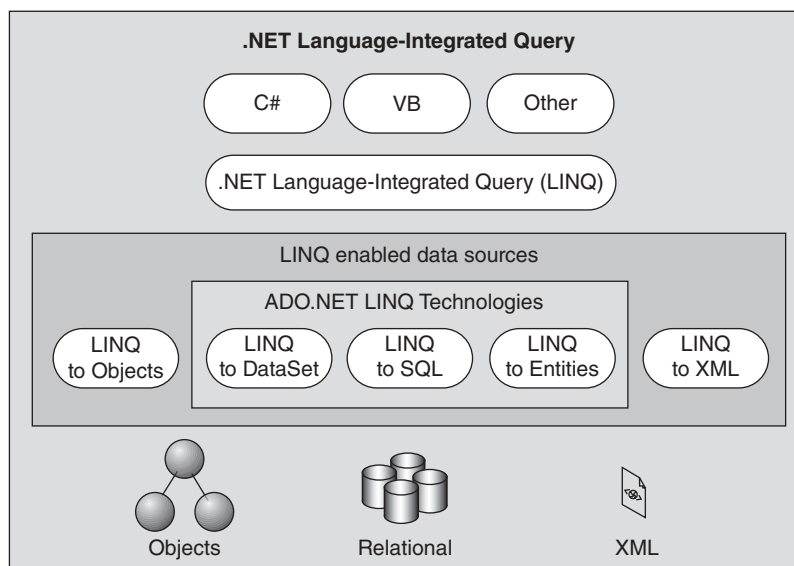 .NET Language-Integrated Query
C#
VB
Other
.NET Language-Integrated Query (LINQ)
LINQ enabled data sources
ADO.NET LINQ Technologies
LINQ
to Objects
LINQ
to DataSet
LINQ
to SQL
LINQ
to Entities
LINQ
to XML
Objects
Relational
XML